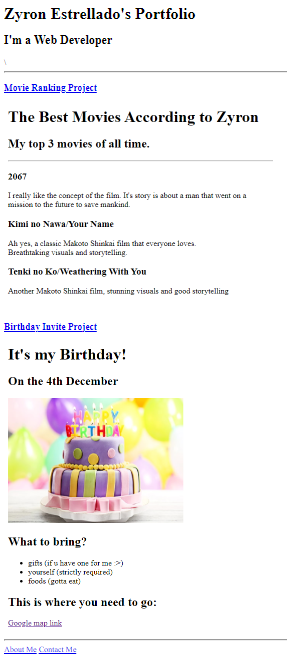 Zyron Estrellado's Portfolio
I'm a Web Developer
\
Movie Ranking Project
The Best Movies According to Zyron
My top 3 movies of all time.
2067
I really like the concept of the film. It's story is about a man that went on a
mission to the future to save mankind.
Kimi no Nawa/Your Name
Ah yes, a classic Makoto Shinkai film that everyone loves.
Breathtaking visuals and storytelling.
Tenki no Ko/Weathering With You
Another Makoto Shinkai film, stunning visuals and good storytelling
Birthday Invite Project
It's my Birthday!
On the 4th December
HAPPY
BIRTHDAY
What to bring?
gifts (if u have one for me :>)
yourself (strictly required)
foods (gotta eat)
This is where you need to go:
Google map link
About Me Contact Me